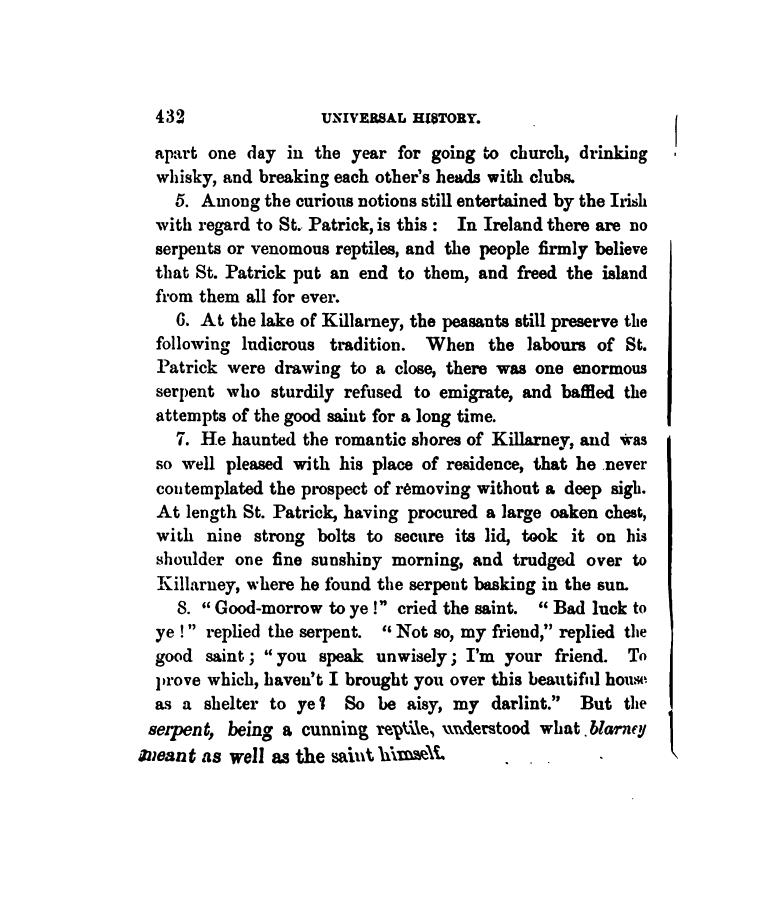 432 UNIVERSAL HISTORY.
apart one day in the year for going to church, drinking
whisky, and breaking each other's heads with clubs.
5. Among the curious notions still entertained by the Irish
with regard to St. Patrick, is this : In Ireland there are no
serpents or venomous reptiles, and the people firmly believe
that St. Patrick put an end to them, and freed the island
from them all for ever.
6. At the lake of Killarney, the peasants still preserve the
following ludicrous tradition. When the labours of St.
Patrick were drawing to a close, there was one enormous
serpent who sturdily refused to emigrate, and baffled the
attempts of the good saint for a long time.
7. He haunted the romantic shores of Killarney, and was
so well pleased with his place of residence, that he never
contemplated the prospect of removing without a deep sigh.
At length St. Patrick, having procured a large oaken chest,
with nine strong bolts to secure its lid, took it on his
shoulder one fine sunshiny morning, and trudged over to
Killarney, where he found the serpent basking in the sun.
8. “ Good-morrow to ye !” cried the saint. “ Bad luck to
ye ! ” replied the serpent. “ Not so, my friend,” replied the
good saint ; “ you speak unwisely ; I'm your friend. To
prove which, haven't I brought you over this beautiful house
as a shelter to ye ? So be aisy, my darlint.” But the
serpent, being a cunning reptile, understood what blarney
meant as well as the saint himself.